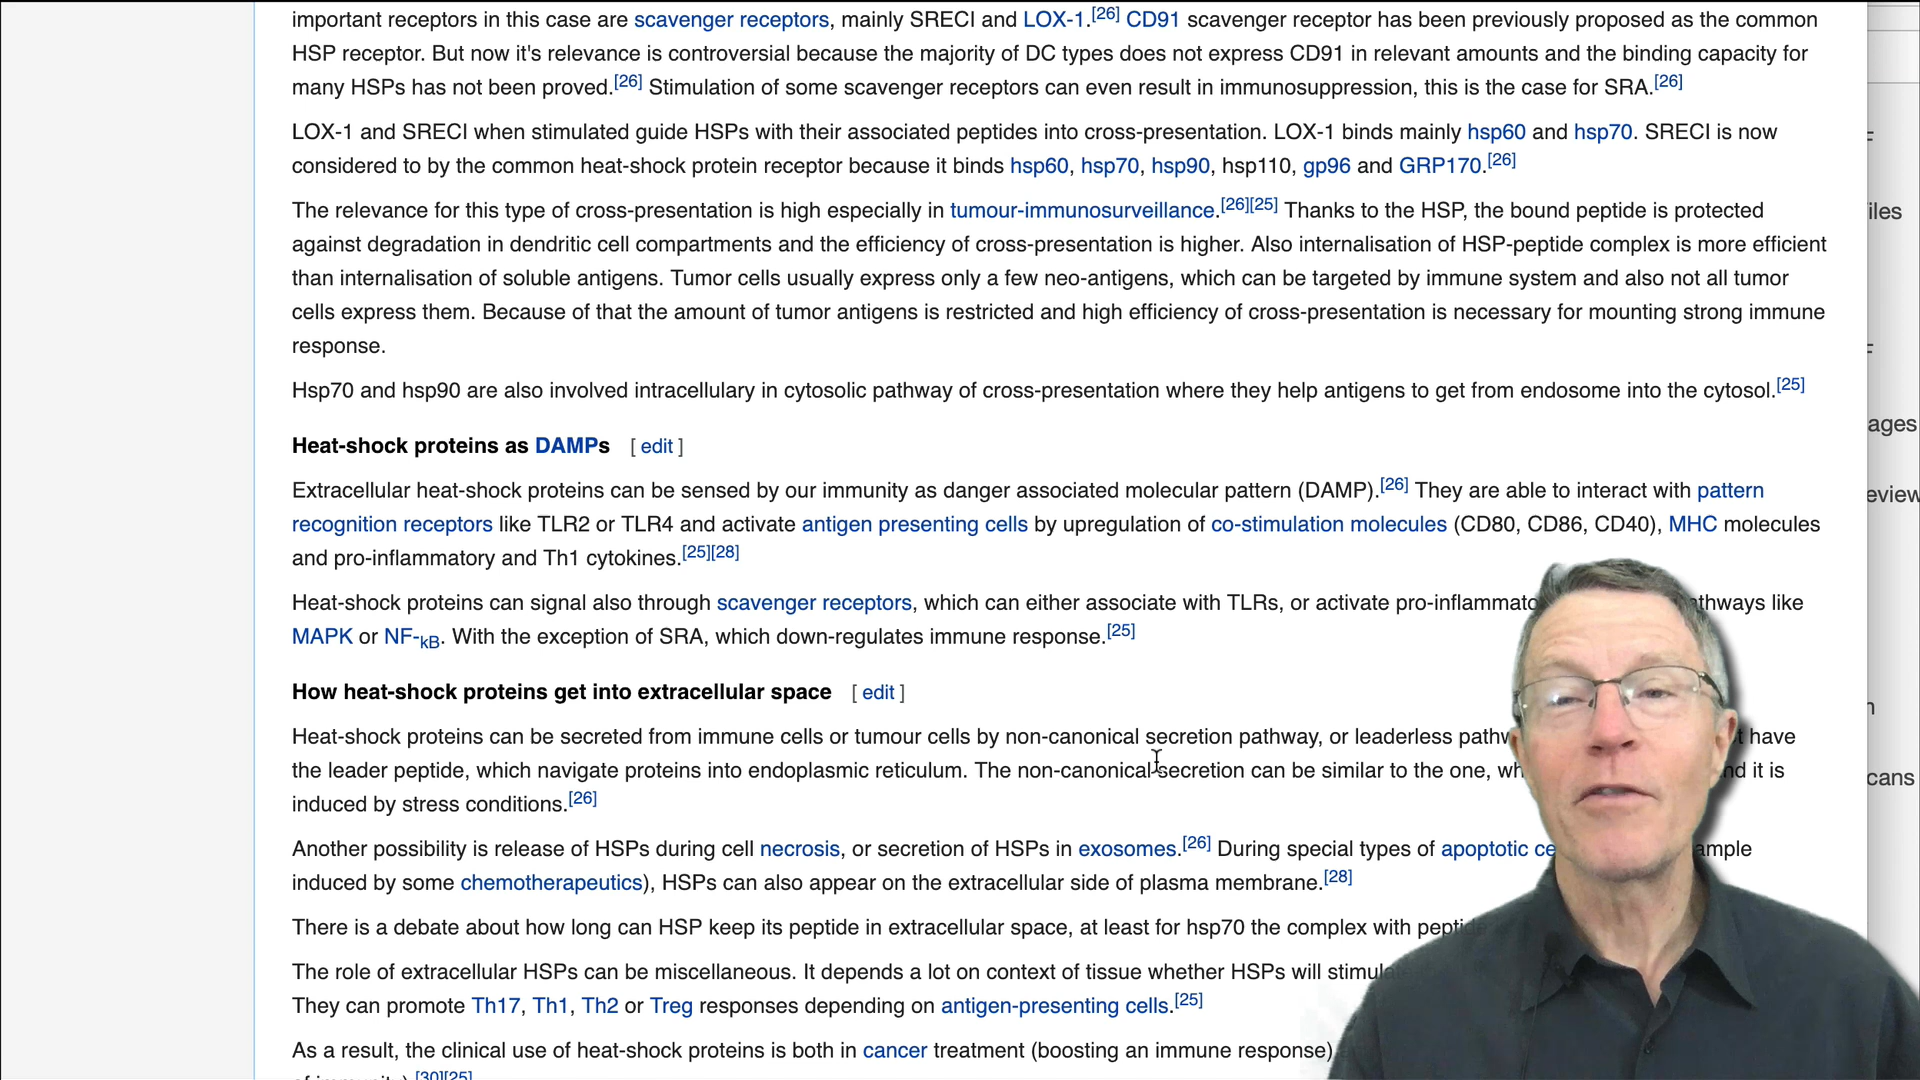 important receptors in this case are scavenger receptors, mainly SRECI and LOX-1.[26] CD91 scavenger receptor has been previously proposed as the common
HSP receptor. But now it's relevance is controversial because the majority of DC types does not express CD91 in relevant amounts and the binding capacity for
many HSPs has not been proved.[26] Stimulation of some scavenger receptors can even result in immunosuppression, this is the case for SRA.[26]
LOX-1 and SRECI when stimulated guide HSPs with their associated peptides into cross-presentation. LOX-1 binds mainly hsp60 and hsp70. SRECI is now
considered to by the common heat-shock protein receptor because it binds hsp60, hsp70, hsp90, hsp110, gp96 and GRP170.[26]
The relevance for this type of cross-presentation is high especially in tumour-immunosurveillance.[26][25] Thanks to the HSP, the bound peptide is protected
against degradation in dendritic cell compartments and the efficiency of cross-presentation is higher. Also internalisation of HSP-peptide complex is more efficient
than internalisation of soluble antigens. Tumor cells usually express only a few neo-antigens, which can be targeted by immune system and also not all tumor
cells express them. Because of that the amount of tumor antigens is restricted and high efficiency of cross-presentation is necessary for mounting strong immune
response.
Hsp70 and hsp90 are also involved intracellulary in cytosolic pathway of cross-presentation where they help antigens to get from endosome into the cytosol.[25]
Heat-shock proteins as DAMPs [ edit ]
Extracellular heat-shock proteins can be sensed by our immunity as danger associated molecular pattern (DAMP).[26] They are able to interact with pattern
recognition receptors like TLR2 or TLR4 and activate antigen presenting cells by upregulation of co-stimulation molecules (CD80, CD86, CD40), MHC molecules
and pro-inflammatory and Th1 cytokines.[25][28]
Heat-shock proteins can signal also through scavenger receptors, which can either associate with TLRs, or activate pro-inflammato thways like
MAPK or NF-kB. With the exception of SRA, which down-regulates immune response.[25]
How heat-shock proteins get into extracellular space [ edit ]
Heat-shock proteins can be secreted from immune cells or tumour cells by non-canonical secretion pathway, or leaderless pathw t have
the leader peptide, which navigate proteins into endoplasmic reticulum. The non-canonical secretion can be similar to the one, wh nd it is
induced by stress conditions.[26]
Another possibility is release of HSPs during cell necrosis, or secretion of HSPs in exosomes.[26] During special types of apoptotic ce ample
induced by some chemotherapeutics), HSPs can also appear on the extracellular side of plasma membrane.[28]
There is a debate about how long can HSP keep its peptide in extracellular space, at least for hsp70 the complex with peptide
The role of extracellular HSPs can be miscellaneous. It depends a lot on context of tissue whether HSPs will stimula
They can promote Th17, Th1, Th2 or Treg responses depending on antigen-presenting cells.[25]
As a result, the clinical use of heat-shock proteins is both in cancer treatment (boosting an immune response)
[30][25]
iles
ages
eview
cans